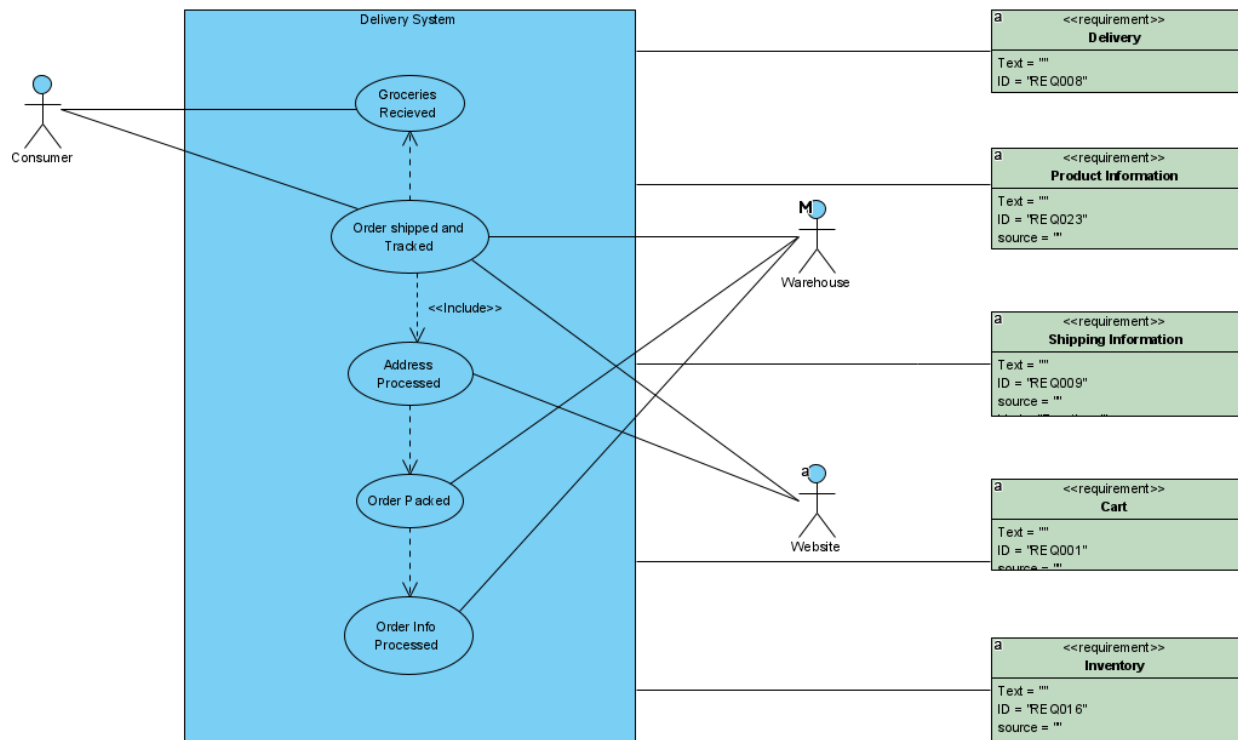 Delivery System
Consumer
Groceries
Recieved
Order shipped and
Tracked
<<Include>>
Address
Processed
Order Packed
Order Info
Processed
M
Warehouse
a
Website
a
<<requirement>>
Delivery
Text = ""
ID = "REQ008"
a
<<requirement>>
Product Information
Text = ""
ID = "REQ023"
source = ""
a
<<requirement>>
Shipping Information
Text = ""
ID = "REQ009"
source = ""
a
<<requirement>>
Cart
Text = ""
ID = "REQ001"
source = ""
a
<<requirement>>
Inventory
Text = ""
ID = "REQ016"
source = ""